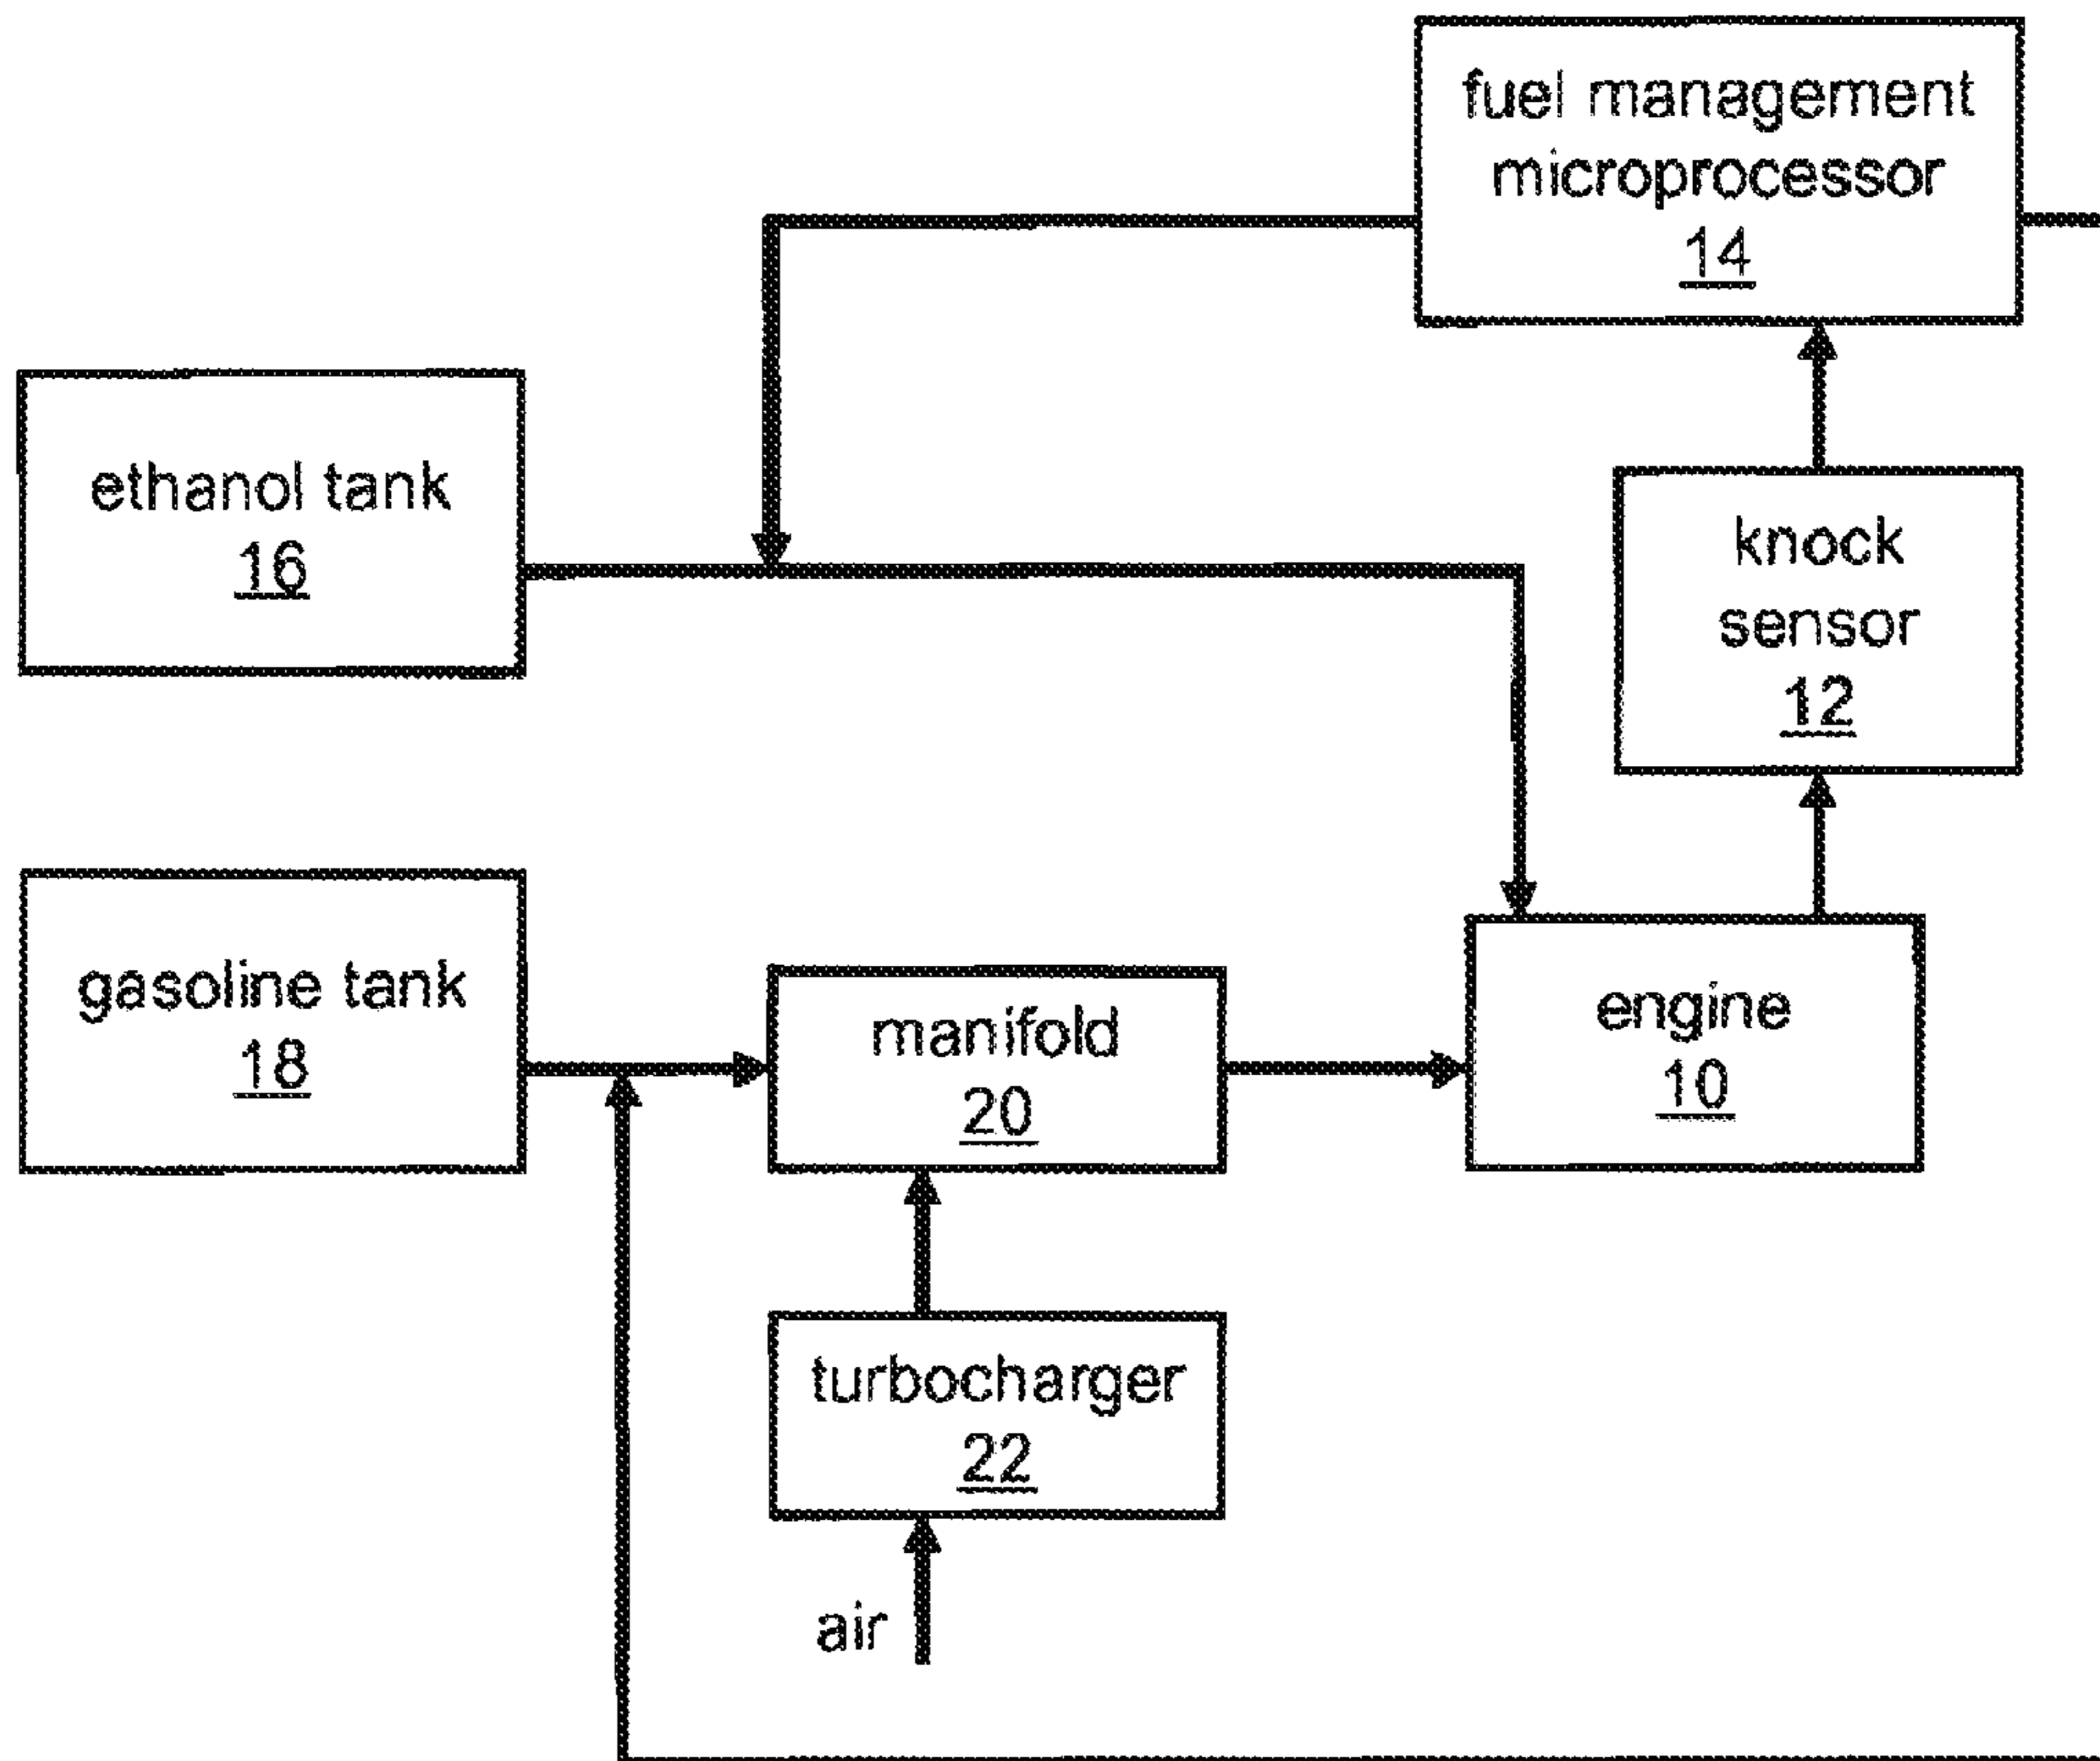 fuel management
microprocessor
14
ethanol tank
16
knock
sensor
12
gasoline tank
18
manifold
20
engine
10
turbocharger
22
air